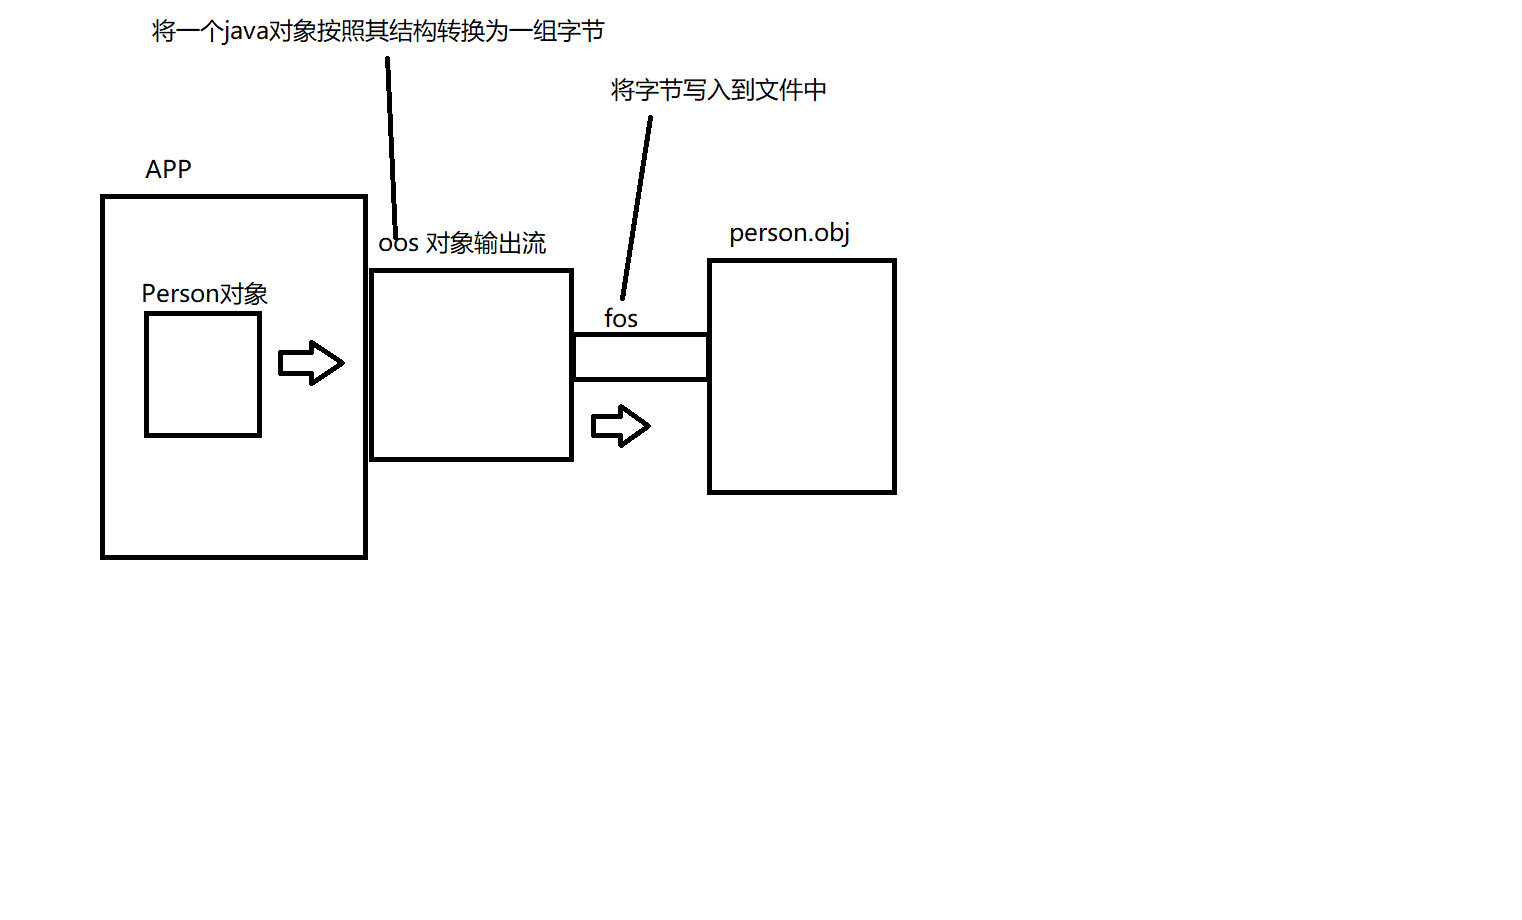 将一个java对象按照其结构转换为一组字节
将字节写入到文件中
APP
person.obj
oos 对象输出流
Person对象
fos